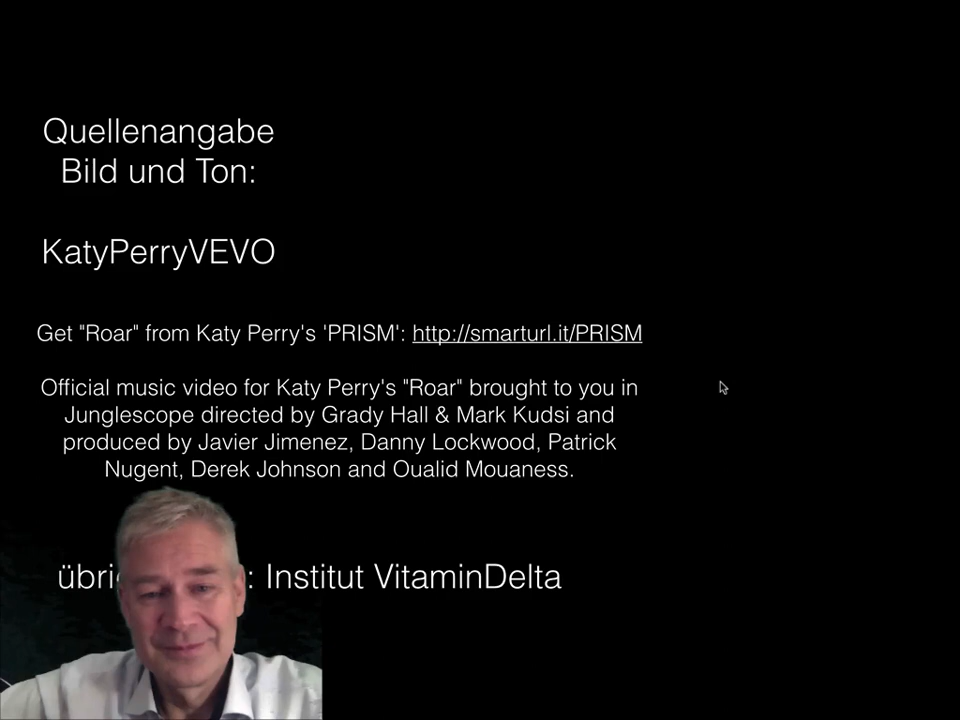 Quellenangabe
Bild und Ton:
KatyPerryVEVO
Get "Roar" from Katy Perry's 'PRISM': http://smarturl.it/PRISM
Official music video for Katy Perry's "Roar" brought to you in
Junglescope directed by Grady Hall & Mark Kudsi and
produced by Javier Jimenez, Danny Lockwood, Patrick
Nugent, Derek Johnson and Oualid Mouaness.
: Institut VitaminDelta